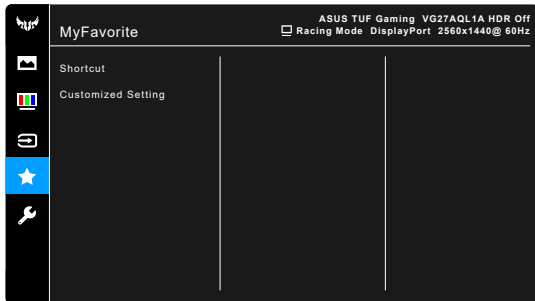 MyFavorite
ASUS TUF Gaming VG27AQL1A HDR Off
Racing Mode DisplayPort 2560x1440@ 60Hz
Shortcut
Customized Setting